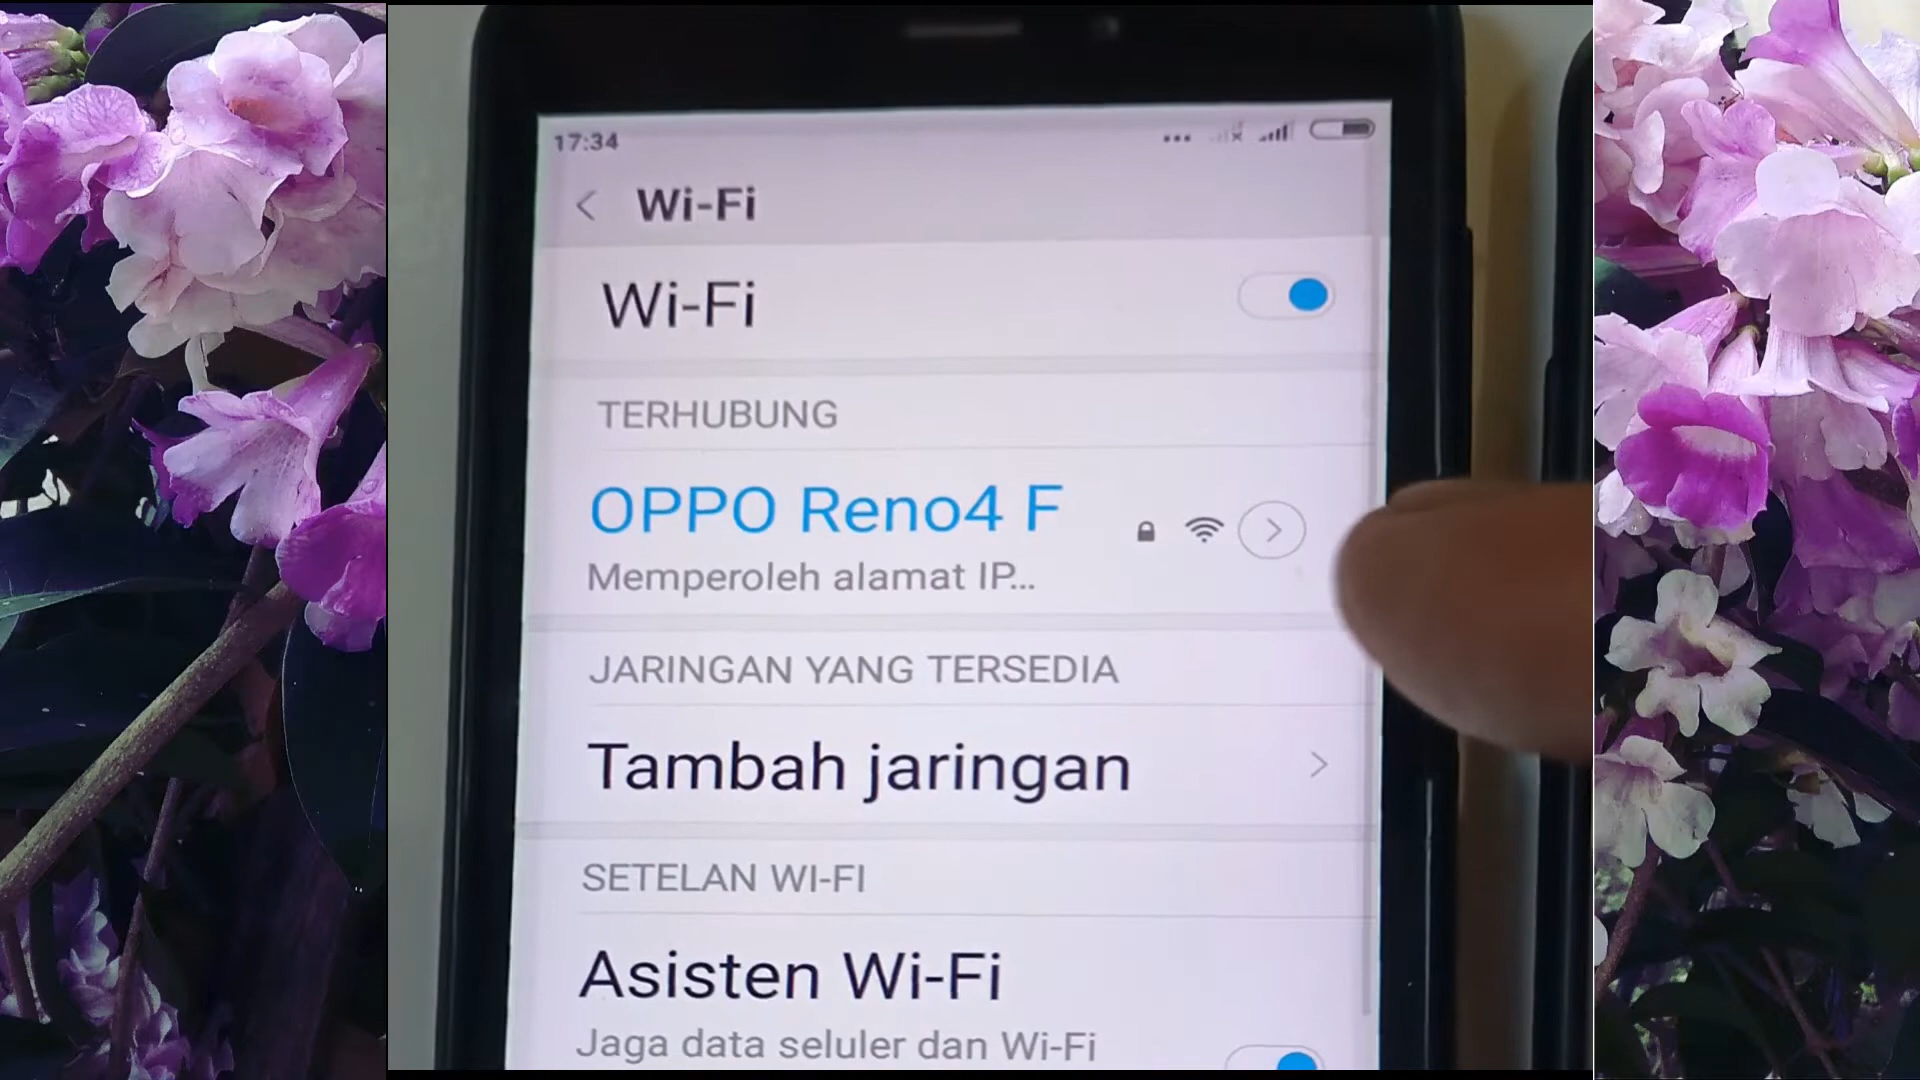 17:34
Wi-Fi
Wi-Fi
TERHUBUNG
OPPO Reno4 F
Memperoleh alamat IP...
JARINGAN YANG TERSEDIA
Tambah jaringan
SETELAN WI-FI
Asisten Wi-Fi
Jaga data seluler dan Wi-Fi